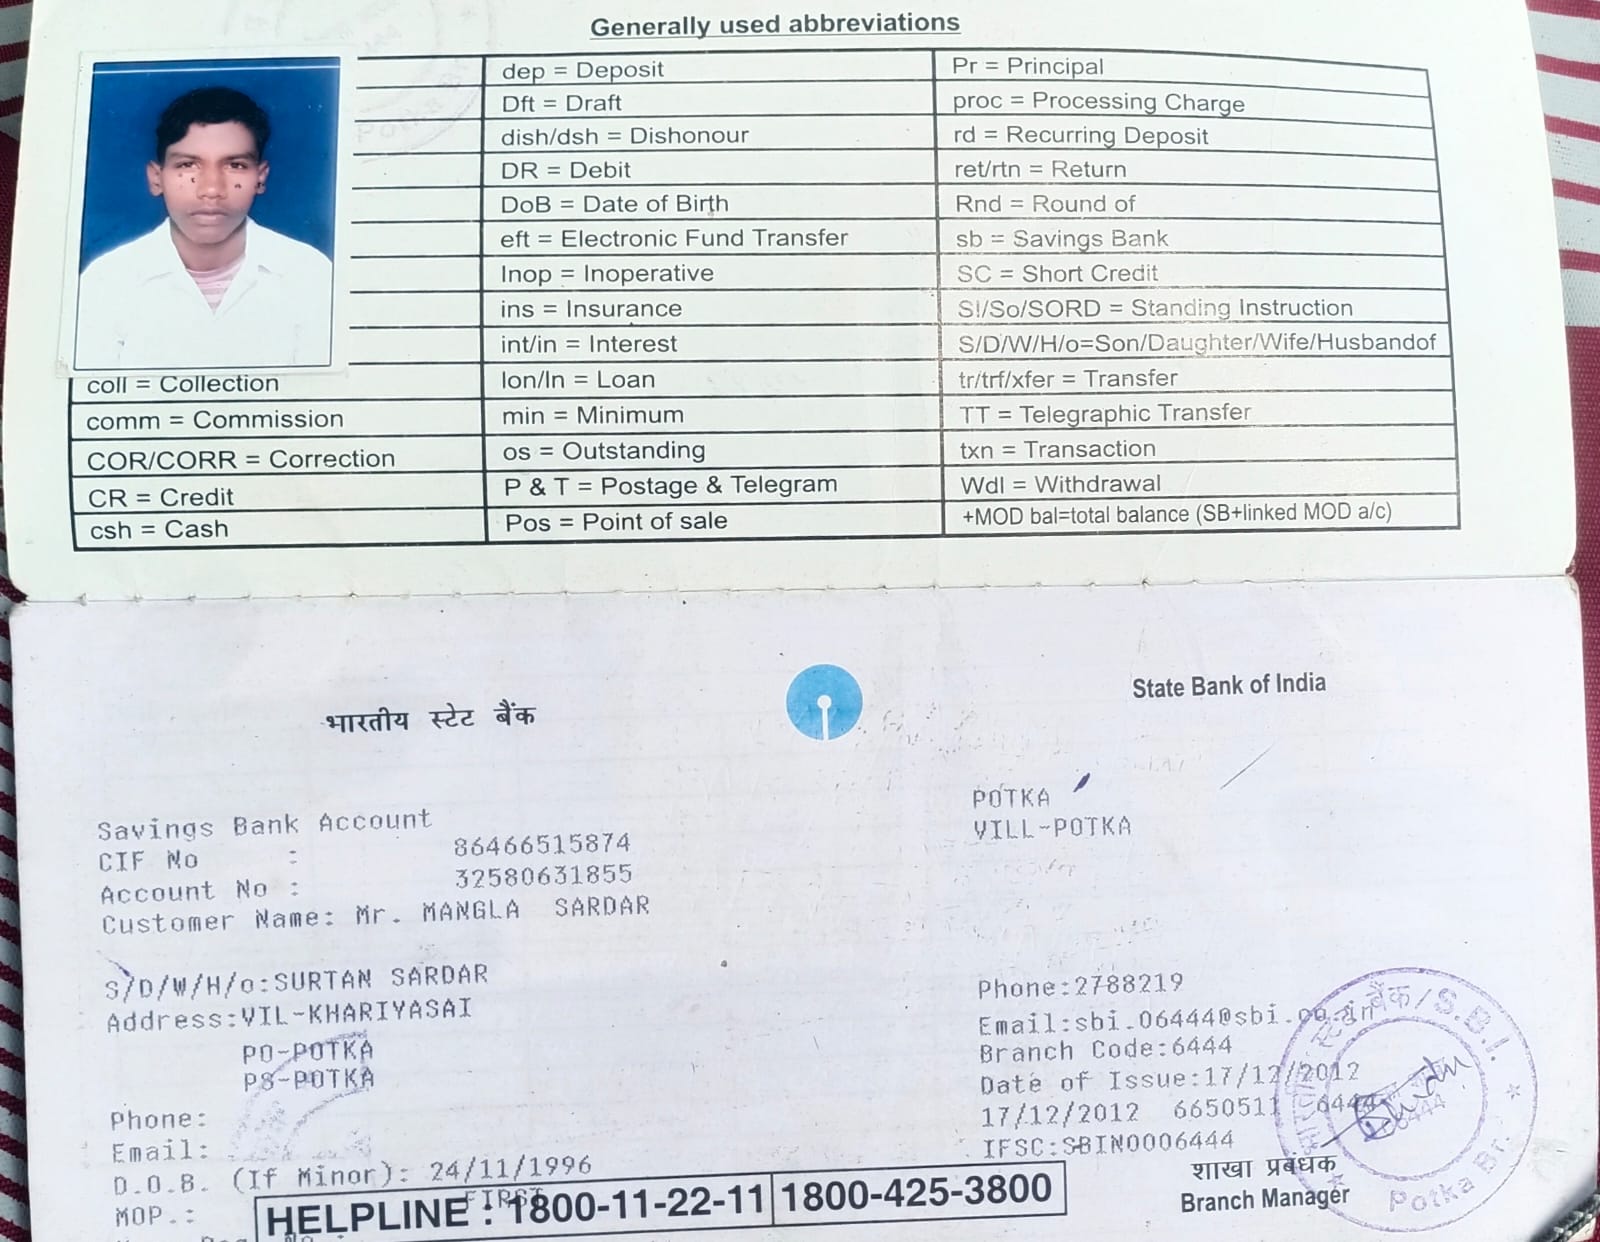 Generally used abbreviations
dep = Deposit
Pr = Principal
Dft = Draft
proc = Processing Charge
dish/dsh = Dishonour
rd = Recurring Deposit
DR = Debit
ret/rtn = Return
DoB = Date of Birth
Rnd = Round of
eft = Electronic Fund Transfer
sb = Savings Bank
Inop = Inoperative
SC = Short Credit
ins = Insurance
SI/So/SORD = Standing Instruction
int/in = Interest
S/D/W/H/o=Son/Daughter/Wife/Husbandof
coll = Collection
lon/ln = Loan
tr/trf/xfer = Transfer
comm = Commission
min = Minimum
TT = Telegraphic Transfer
COR/CORR = Correction
os = Outstanding
txn = Transaction
CR = Credit
P & T = Postage & Telegram
Wdl = Withdrawal
csh = Cash
Pos = Point of sale
+MOD bal=total balance (SB+linked MOD a/c)
भारतीय स्टेट बैंक
State Bank of India
Savings Bank Account
CIF No : 86466515874
Account No : 32580631855
Customer Name: Mr. MANGLA SARDAR
S/D/W/H/o:SURTAN SARDAR
Address:VIL-KHARIYASAI
PO-POTKA
PS-POTKA
Phone:
Email:
D.O.B. (If Minor): 24/11/1996
MOP.: FIRST
POTKA
VILL-POTKA
Phone:2788219
Email:sbi.06444@sbi.co.in
Branch Code:6444
Date of Issue:17/12/2012
17/12/2012 6650511 6444
IFSC:SBIN0006444
शाखा प्रबंधक
Branch Manager
भारतीय स्टेट बैंक/S.B.I.
Potka Br.
HELPLINE : 1800-11-22-11 1800-425-3800